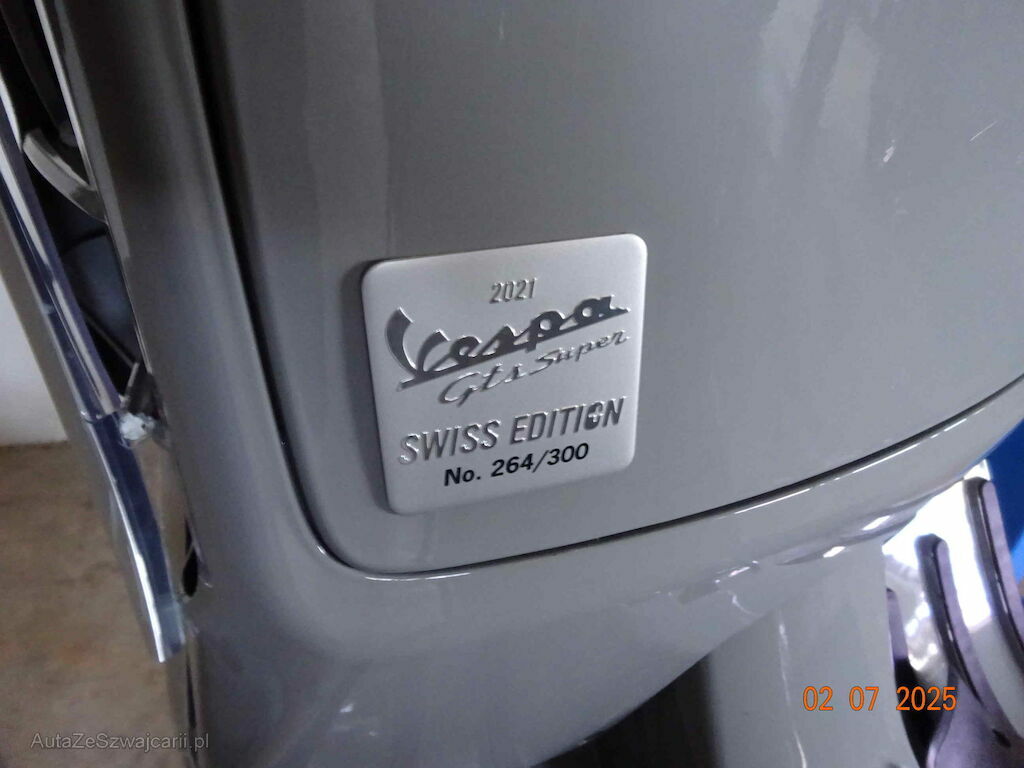 2021
Vespa
Gts Super
SWISS EDITION
No. 264/300
02 07 2025
AutaZeSzwajcarii.pl